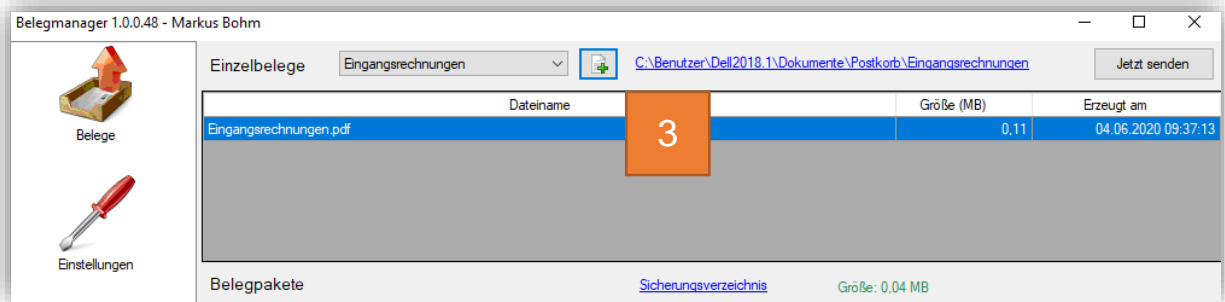 Belegmanager 1.0.0.48 - Markus Bohm
Einzelbelege Eingangsrechnungen C:\Benutzer\Dell2018.1\Dokumente\Postkorb\Eingangsrechnungen Jetzt senden
Dateiname Größe (MB) Erzeugt am
Eingangsrechnungen.pdf 0,11 04.06.2020 09:37:13
3
Belege
Einstellungen
Belegpakete Sicherungsverzeichnis Größe: 0,04 MB